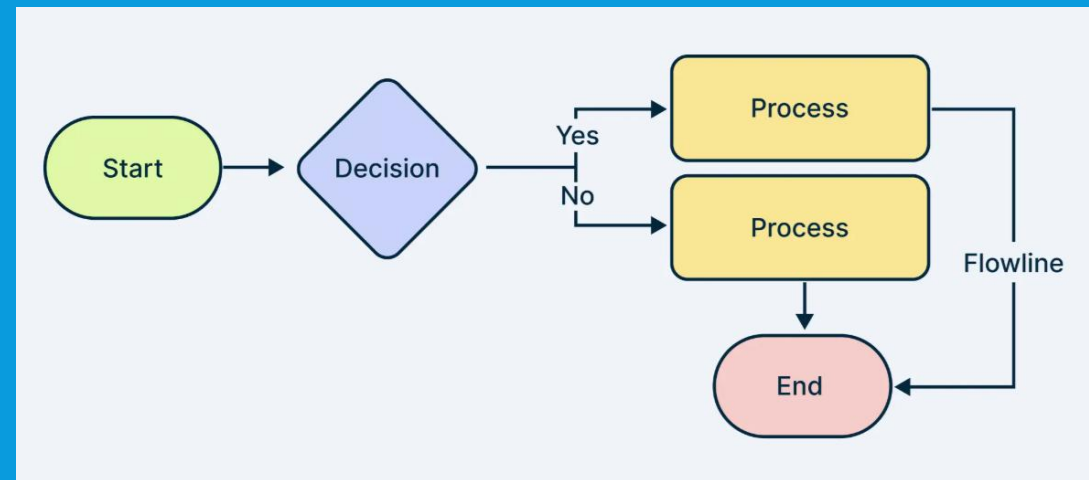 Start
Decision
Yes
No
Process
Process
Flowline
End